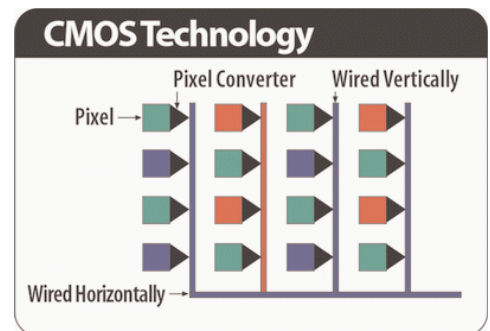 CMOS Technology
Pixel Converter
Wired Vertically
Pixel
Wired Horizontally